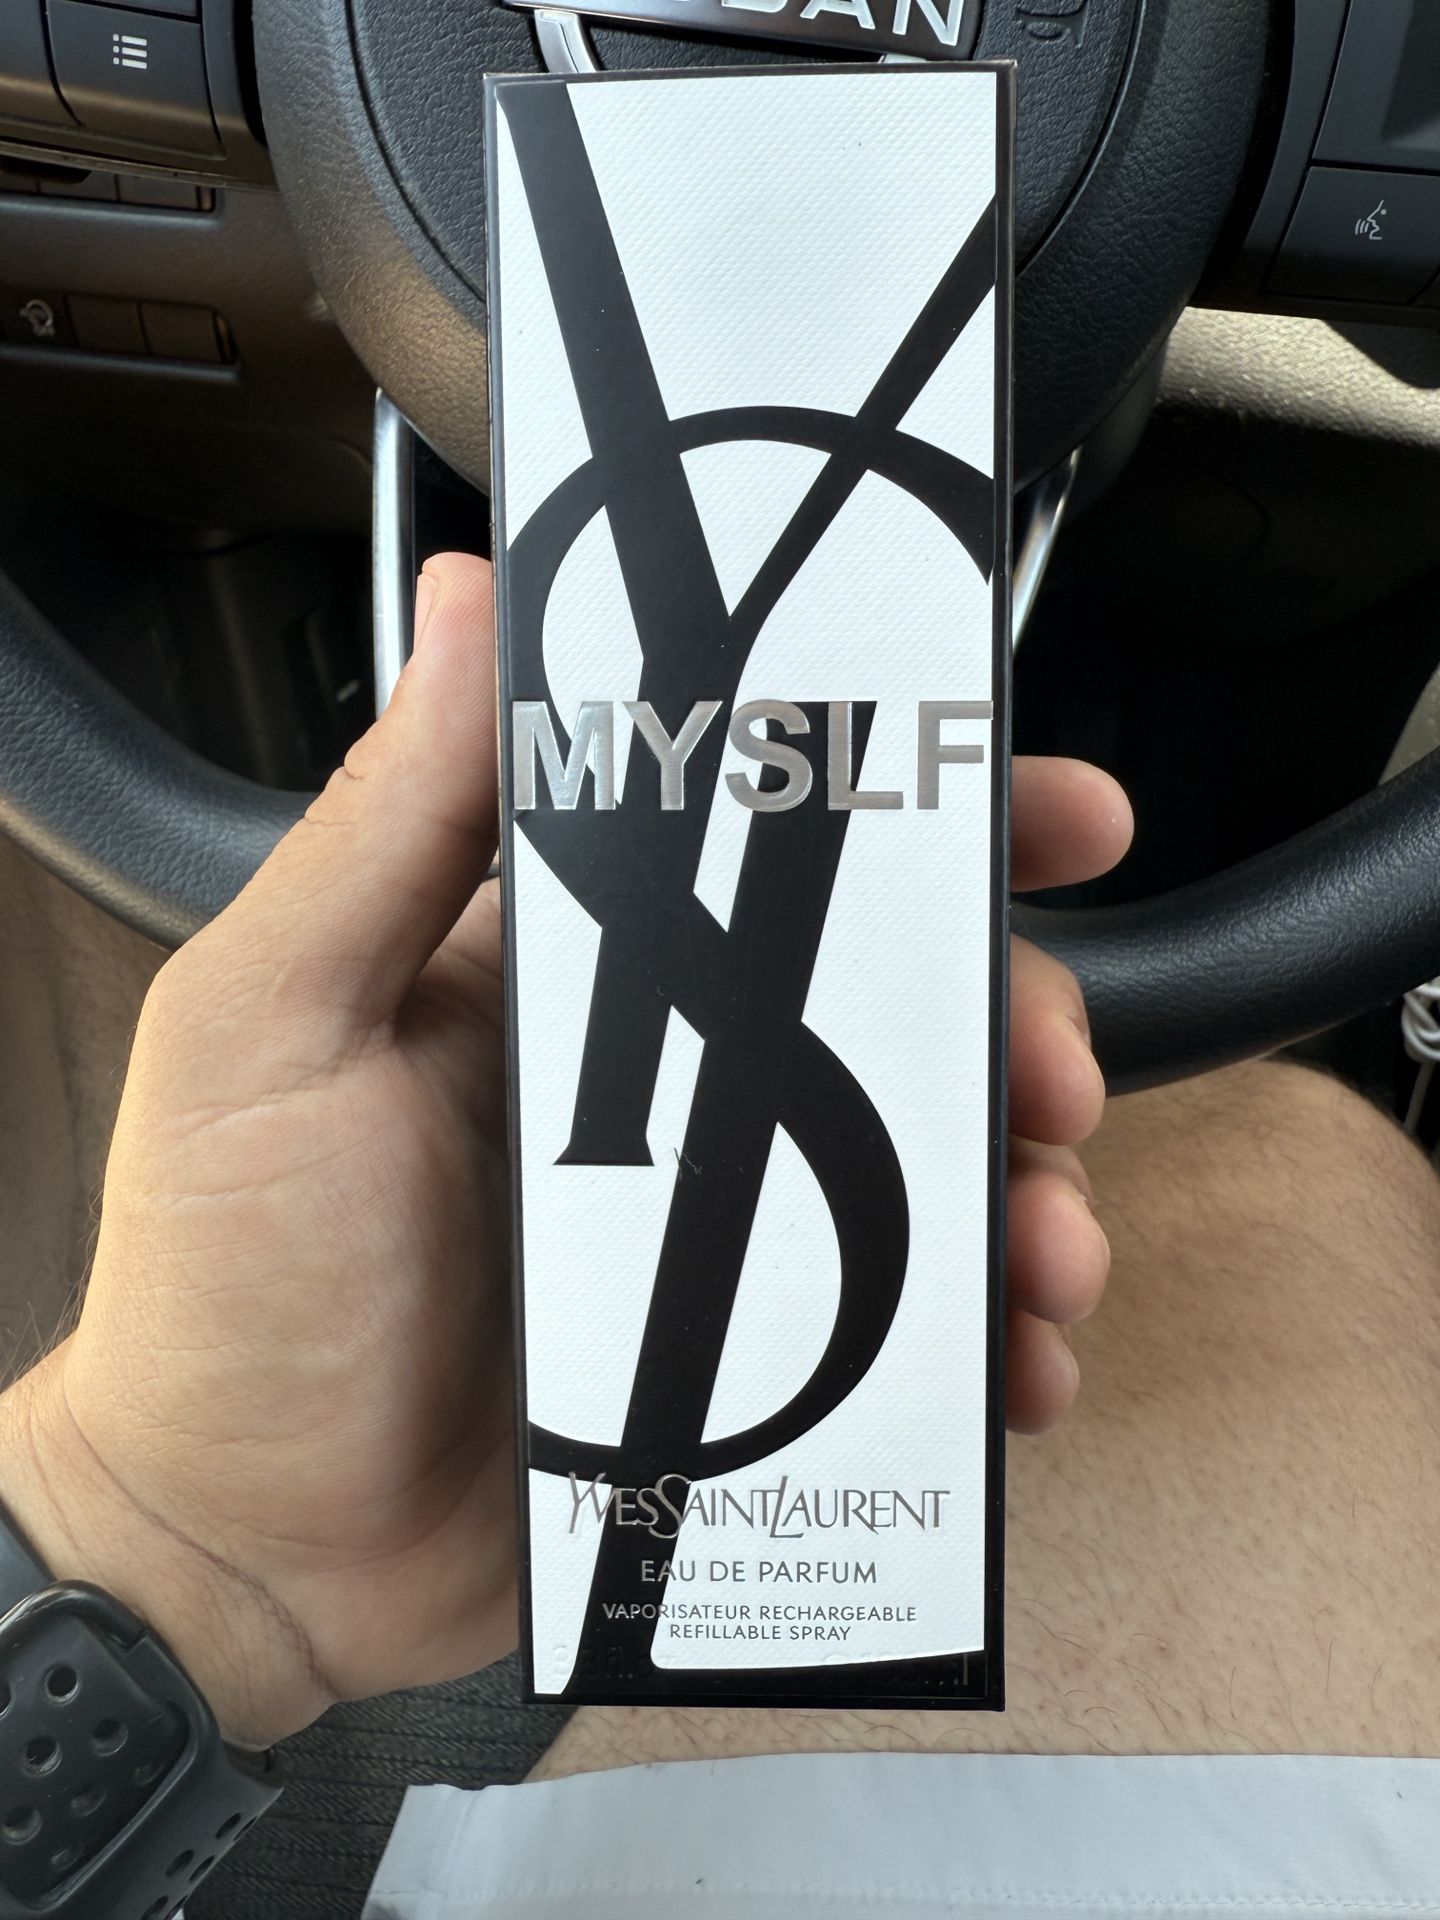 MYSLF
YVESSAINTLAURENT
EAU DE PARFUM
VAPORISATEUR RECHARGEABLE
REFILLABLE SPRAY